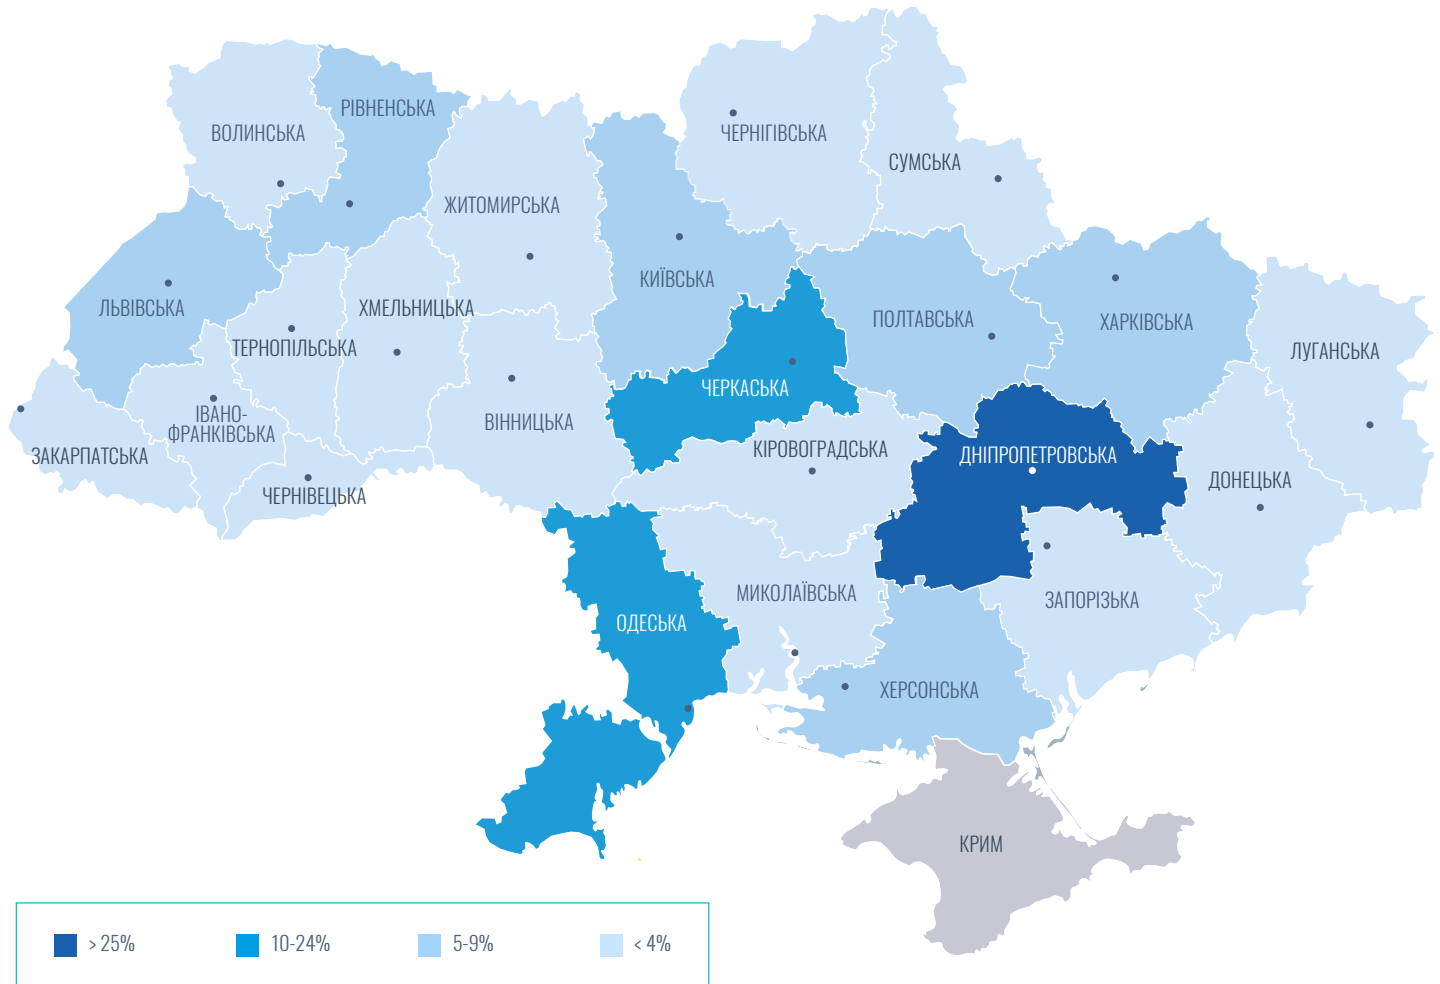 РІВНЕНСЬКА
ВОЛИНСЬКА
ЧЕРНІГІВСЬКА
СУМСЬКА
ЖИТОМИРСЬКА
КИЇВСЬКА
ЛЬВІВСЬКА
ХМЕЛЬНИЦЬКА
ПОЛТАВСЬКА
ХАРКІВСЬКА
ТЕРНОПІЛЬСЬКА
ЛУГАНСЬКА
ЧЕРКАСЬКА
ІВАНО-
ФРАНКІВСЬКА
ВІННИЦЬКА
КІРОВОГРАДСЬКА
ЗАКАРПАТСЬКА
ДНІПРОПЕТРОВСЬКА
ДОНЕЦЬКА
ЧЕРНІВЕЦЬКА
МИКОЛАЇВСЬКА
ЗАПОРІЗЬКА
ОДЕСЬКА
ХЕРСОНСЬКА
КРИМ
> 25%
10-24%
5-9%
< 4%